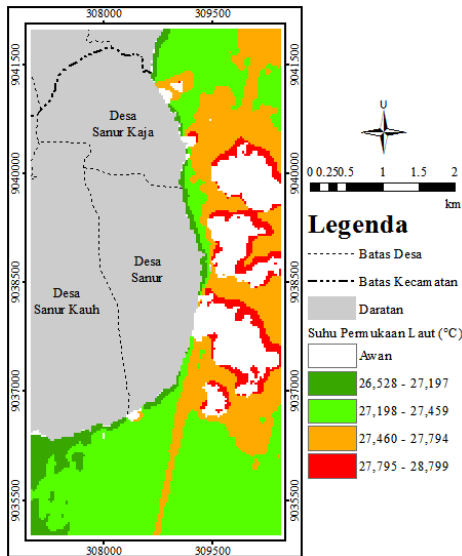 308000 309500
9041500
9041500
9040000
9040000
9038500
9038500
9037000
9037000
9035500
9035500
Desa
Sanur Kaja
Desa
Sanur
Desa
Sanur Kauh
308000 309500
U
0 0.250.5 1 1.5 2
km
Legenda
Batas Desa
Batas Kecamatan
Daratan
Suhu Permukaan Laut (°C)
Awan
26,528 - 27,197
27,198 - 27,459
27,460 - 27,794
27,795 - 28,799